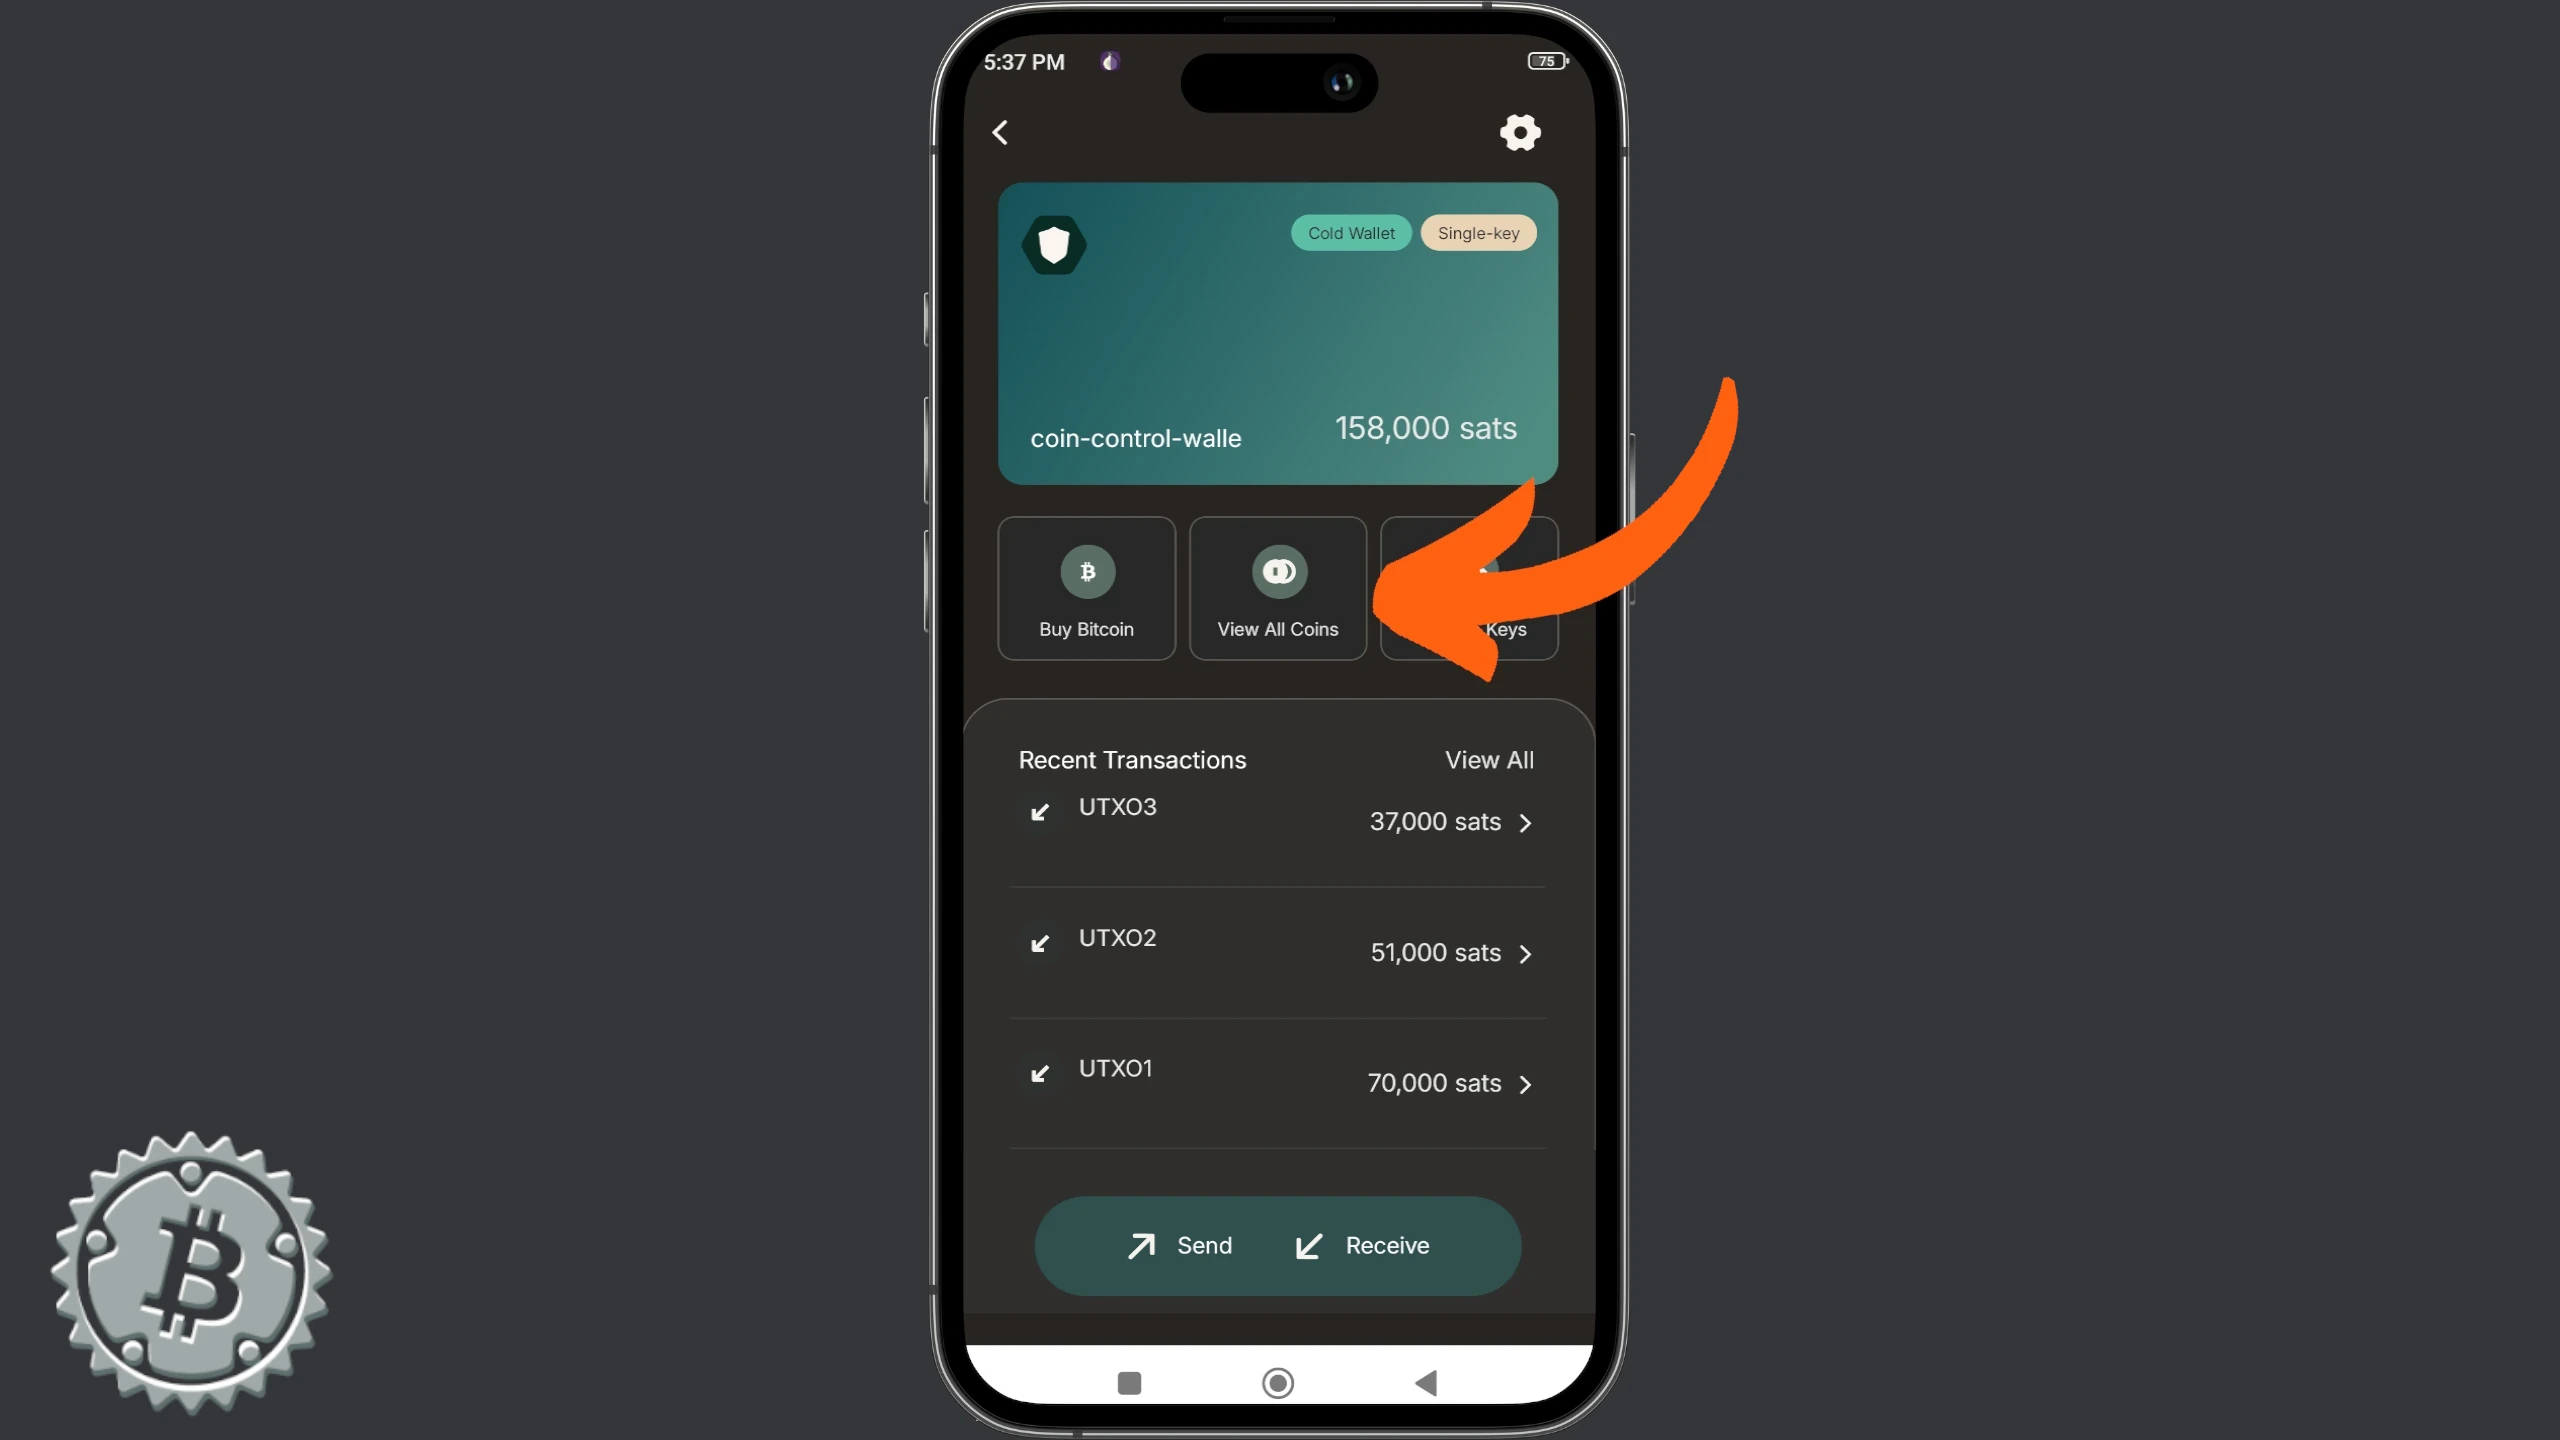 5:37 PM
75
Cold Wallet
Single-key
coin-control-walle
158,000 sats
Buy Bitcoin
View All Coins
Keys
Recent Transactions
View All
UTXO3
37,000 sats
UTXO2
51,000 sats
UTXO1
70,000 sats
Send
Receive